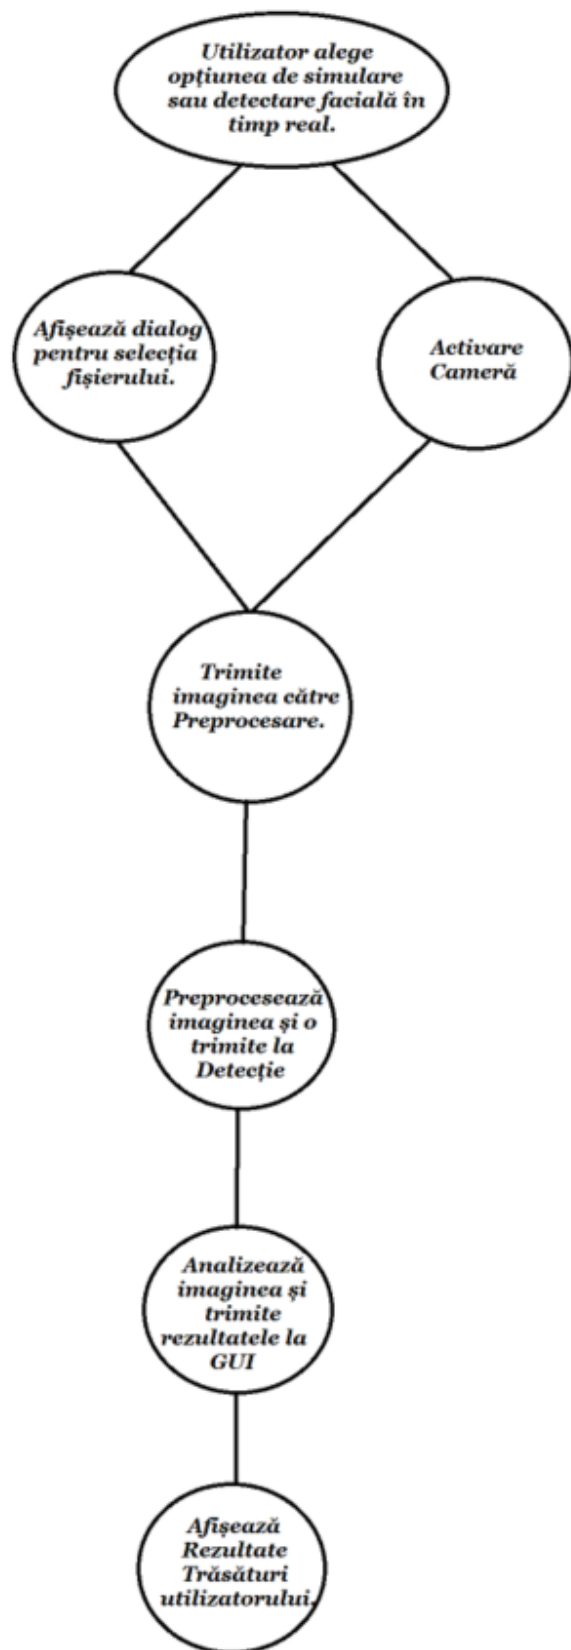 Utilizator alege
opțiunea de simulare
sau detectare facială în
timp real.
Afișează dialog
pentru selecția
fișierului.
Activare
Cameră
Trimite
imaginea către
Preprocesare.
Preprocesează
imaginea și o
trimite la
Detecție
Analizează
imaginea și
trimite
rezultatele la
GUI
Afișează
Rezultate
Trăsături
utilizatorului.